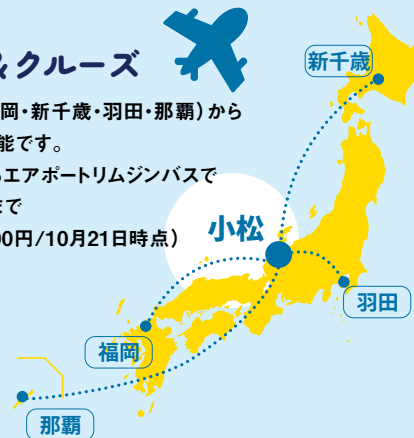 &クルーズ
岡・新千歳・羽田・那覇)から
能です。
エアポートリムジンバスで
まで
00円/10月21日時点)
新千歳
小松
羽田
福岡
那覇